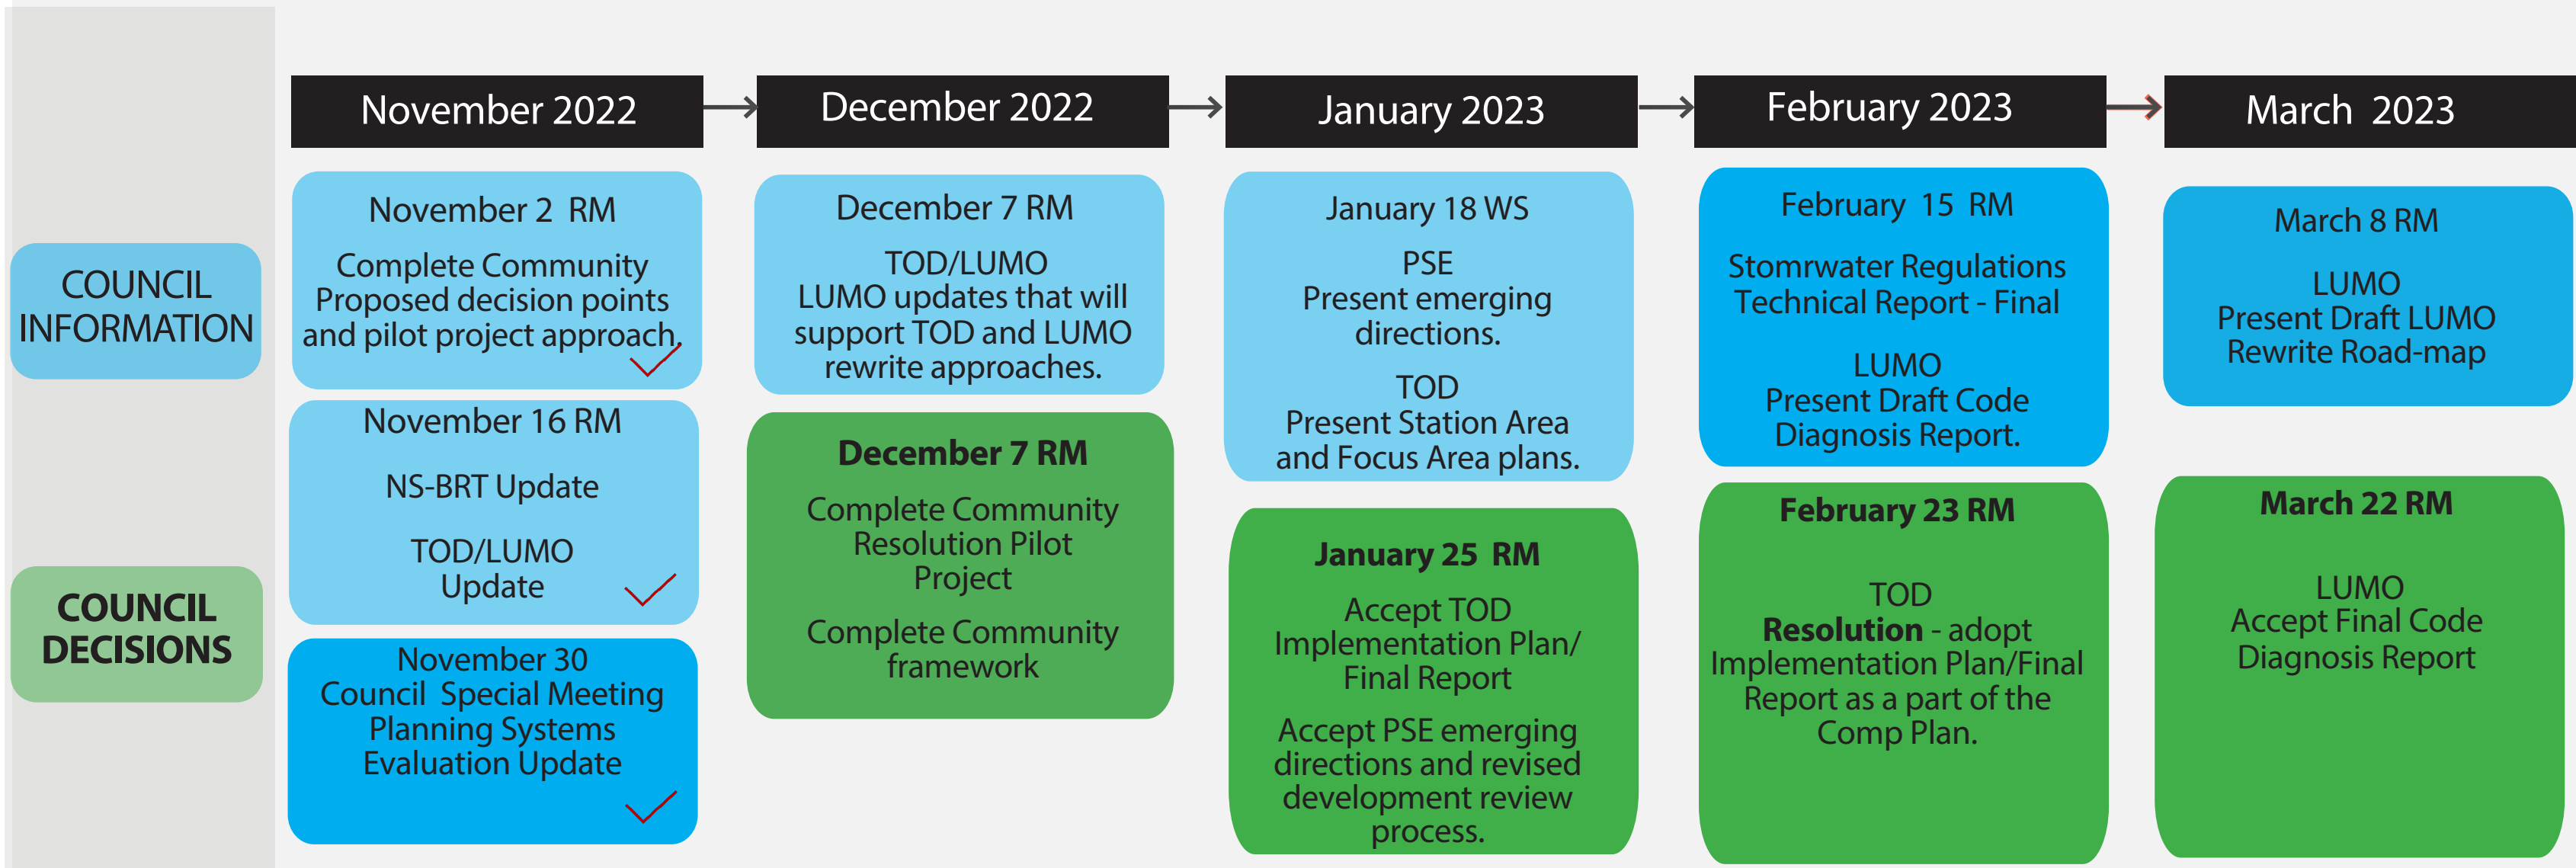 November 2022
December 2022
January 2023
February 2023
March 2023
COUNCIL
INFORMATION
COUNCIL
DECISIONS
November 2 RM
Complete Community
Proposed decision points
and pilot project approach.
November 16 RM
NS-BRT Update
TOD/LUMO
Update
November 30
Council Special Meeting
Planning Systems
Evaluation Update
December 7 RM
TOD/LUMO
LUMO updates that will
support TOD and LUMO
rewrite approaches.
December 7 RM
Complete Community
Resolution Pilot
Project
Complete Community
framework
January 18 WS
PSE
Present emerging
directions.
TOD
Present Station Area
and Focus Area plans.
January 25 RM
Accept TOD
Implementation Plan/
Final Report
Accept PSE emerging
directions and revised
development review
process.
February 15 RM
Stomrwater Regulations
Technical Report - Final
LUMO
Present Draft Code
Diagnosis Report.
February 23 RM
TOD
Resolution - adopt
Implementation Plan/Final
Report as a part of the
Comp Plan.
March 8 RM
LUMO
Present Draft LUMO
Rewrite Road-map
March 22 RM
LUMO
Accept Final Code
Diagnosis Report